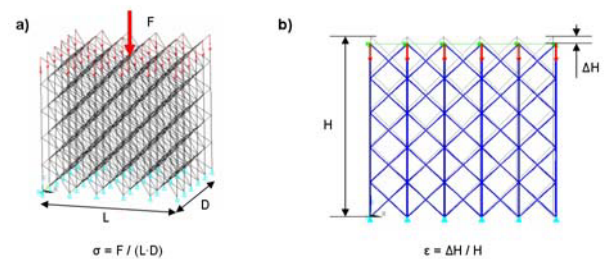 a)
F
L
D
σ = F / (L·D)
b)
H
ΔH
ε = ΔH / H